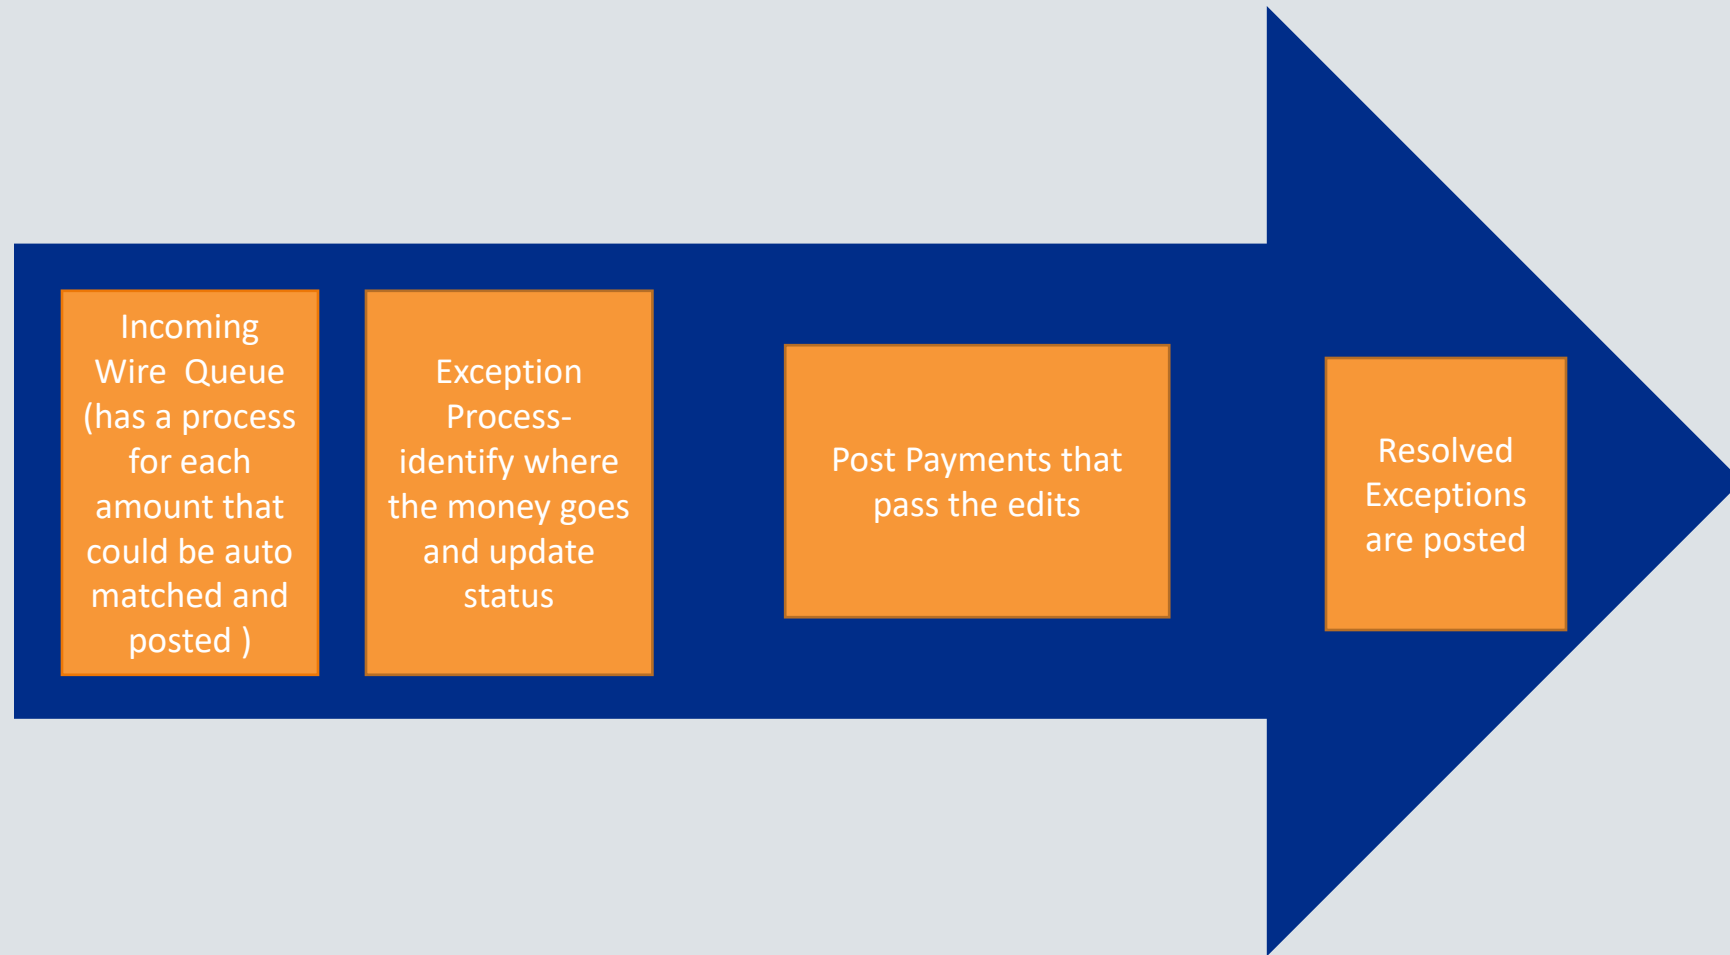 Incoming
Wire  Queue
(has a process
for each
amount that
could be auto
matched and
posted )
Exception
Process-
identify where
the money goes
and update
status
Post Payments that
pass the edits
Resolved
Exceptions
are posted